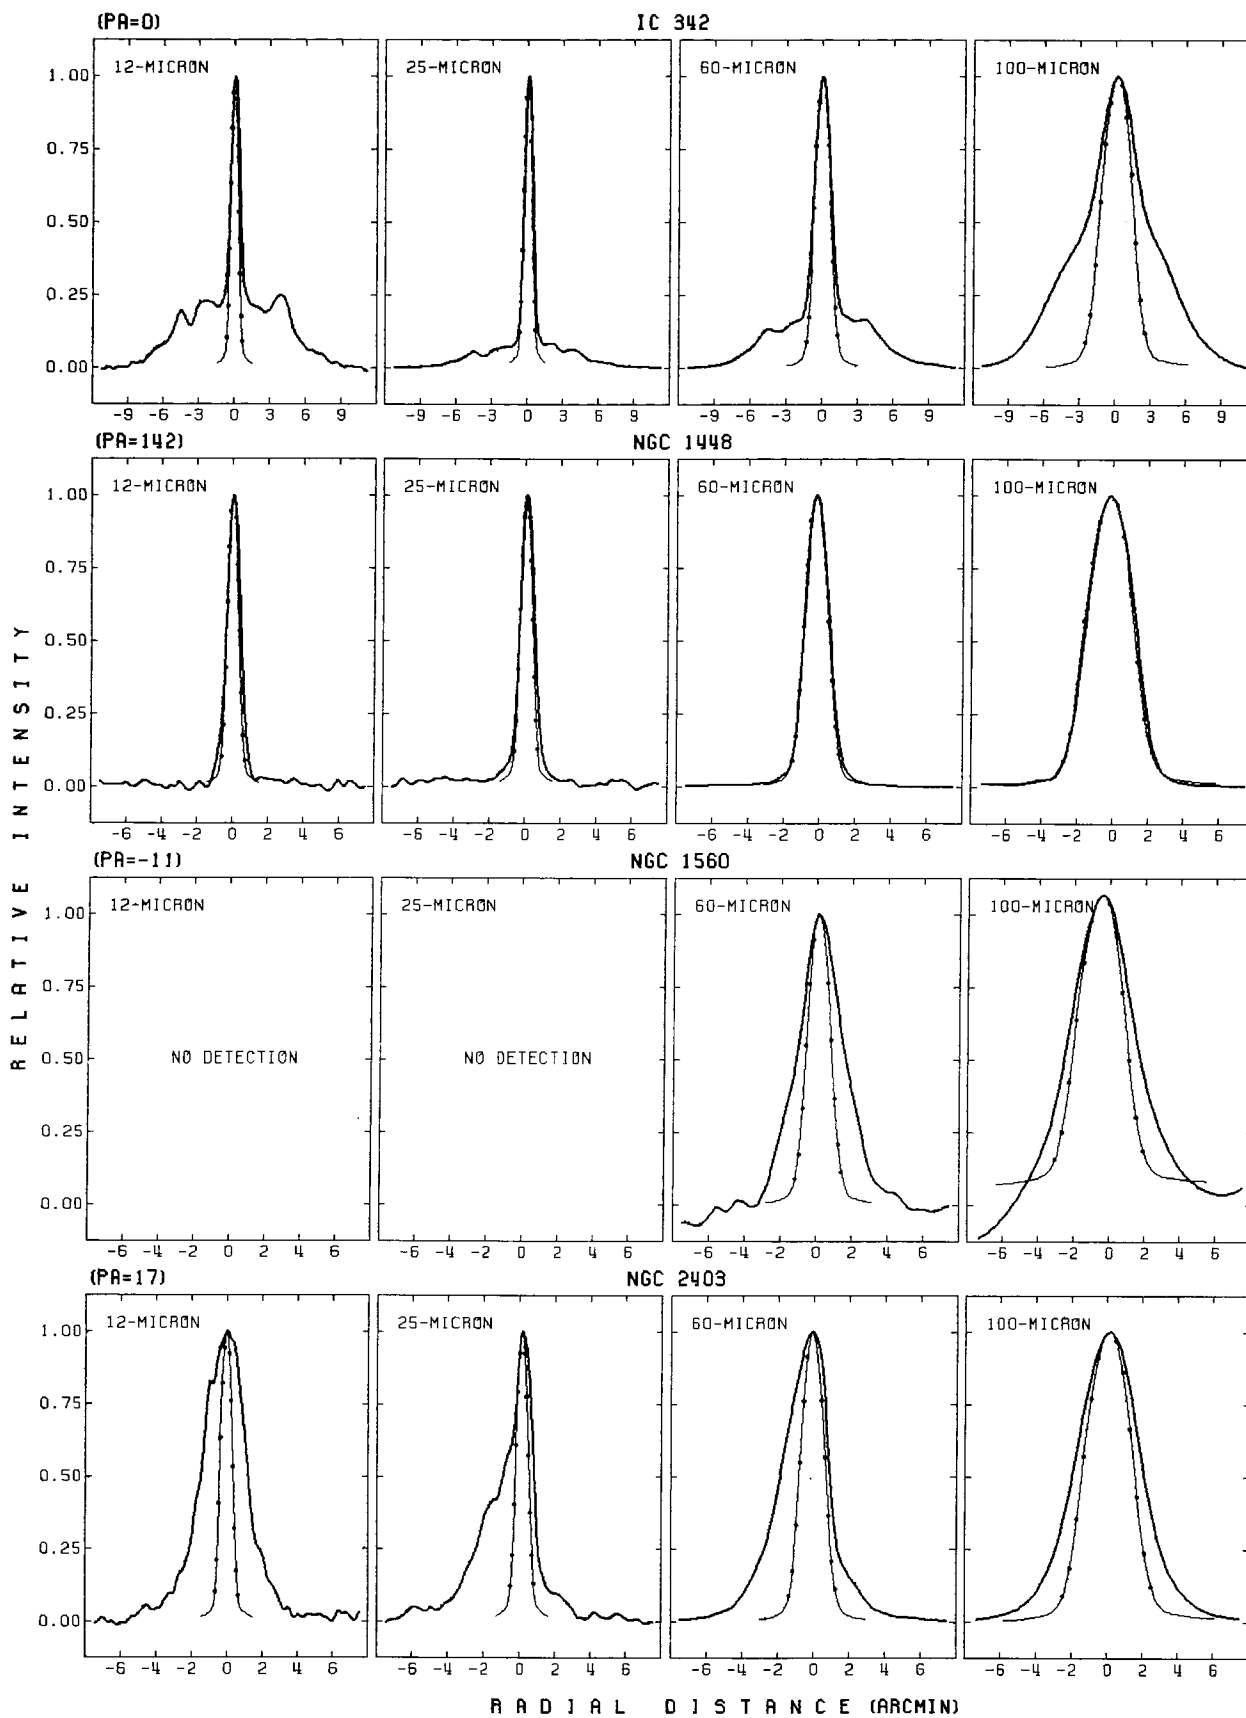 (PA=0) IC 342
12-MICRON 25-MICRON 60-MICRON 100-MICRON
1.00
0.75
0.50
0.25
0.00
-9 -6 -3 0 3 6 9 -9 -6 -3 0 3 6 9 -9 -6 -3 0 3 6 9 -9 -6 -3 0 3 6 9
(PA=142) NGC 1448
12-MICRON 25-MICRON 60-MICRON 100-MICRON
1.00
0.75
0.50
0.25
0.00
-6 -4 -2 0 2 4 6 -6 -4 -2 0 2 4 6 -6 -4 -2 0 2 4 6 -6 -4 -2 0 2 4 6
(PA=-11) NGC 1560
12-MICRON 25-MICRON 60-MICRON 100-MICRON
1.00
0.75
0.50
NO DETECTION NO DETECTION
0.25
0.00
-6 -4 -2 0 2 4 6 -6 -4 -2 0 2 4 6 -6 -4 -2 0 2 4 6 -6 -4 -2 0 2 4 6
(PA=17) NGC 2403
12-MICRON 25-MICRON 60-MICRON 100-MICRON
1.00
0.75
0.50
0.25
0.00
-6 -4 -2 0 2 4 6 -6 -4 -2 0 2 4 6 -6 -4 -2 0 2 4 6 -6 -4 -2 0 2 4 6
RELATIVE INTENSITY
RADIAL DISTANCE (ARCMIN)